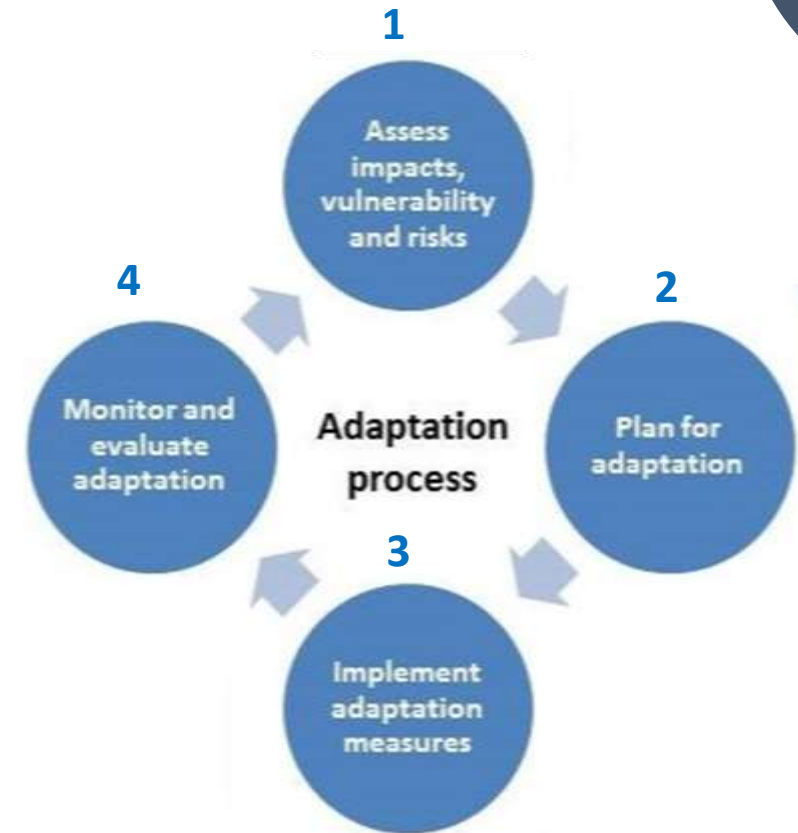 1
Assess
impacts,
vulnerability
and risks
4
2
Monitor and
evaluate
adaptation
Adaptation
process
Plan for
adaptation
3
Implement
adaptation
measures